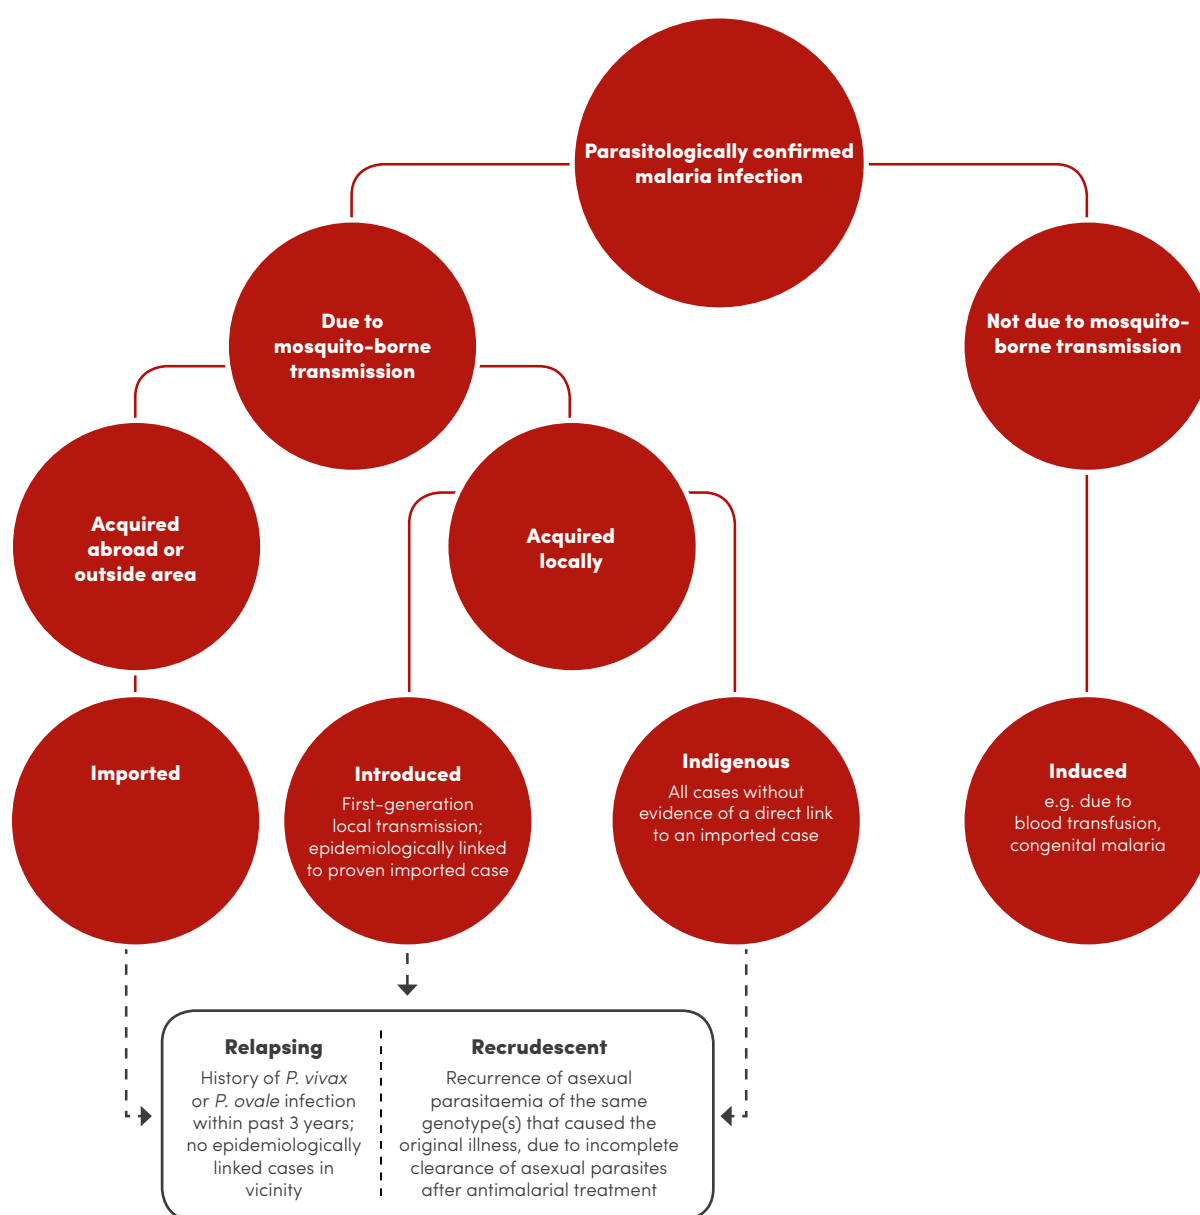 Parasitologically confirmed
malaria infection
Due to
mosquito-borne
transmission
Not due to mosquito-
borne transmission
Acquired
abroad or
outside area
Acquired
locally
Imported
Introduced
First-generation
local transmission;
epidemiologically linked
to proven imported case
Indigenous
All cases without
evidence of a direct link
to an imported case
Induced
e.g. due to
blood transfusion,
congenital malaria
Relapsing
History of P. vivax
or P. ovale infection
within past 3 years;
no epidemiologically
linked cases in
vicinity
Recrudescent
Recurrence of asexual
parasitaemia of the same
genotype(s) that caused the
original illness, due to incomplete
clearance of asexual parasites
after antimalarial treatment